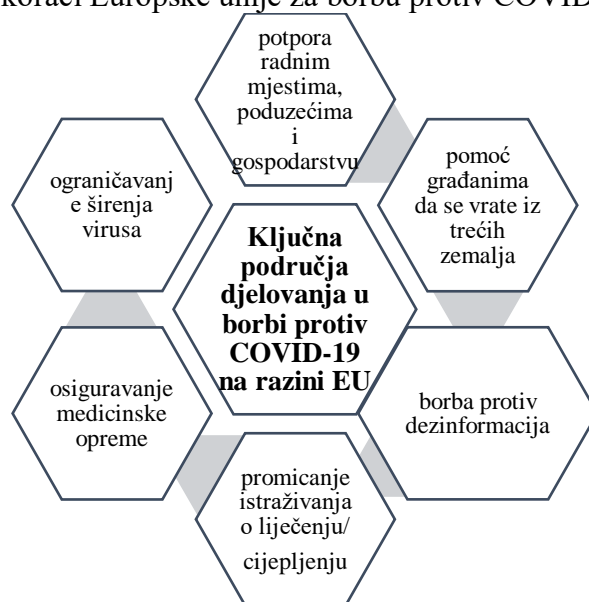 koraci Europske unije za borbu protiv COVID
potpora
radnim
mjestima,
poduzećima
i
gospodarstvu
pomoć
građanima
da se vrate iz
trećih
zemalja
borba protiv
dezinformacija
promicanje
istraživanja
o liječenju/
cijepljenju
osiguravanje
medicinske
opreme
ograničavanj
e širenja
virusa
Ključna
područja
djelovanja u
borbi protiv
COVID-19
na razini EU